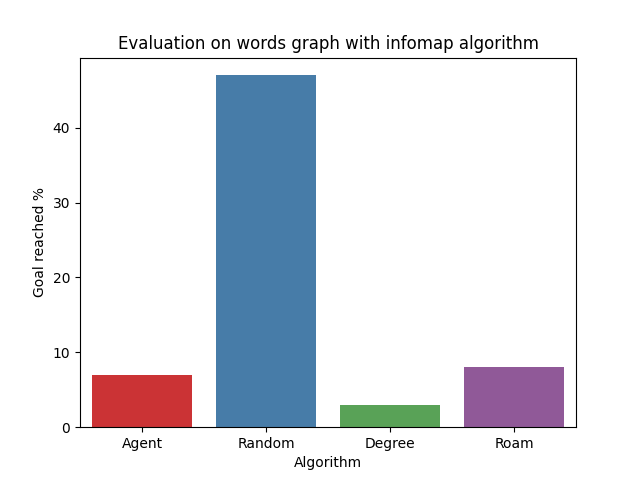 Evaluation on words graph with infomap algorithm
Goal reached %
40
30
20
10
0
Agent Random Degree Roam
Algorithm